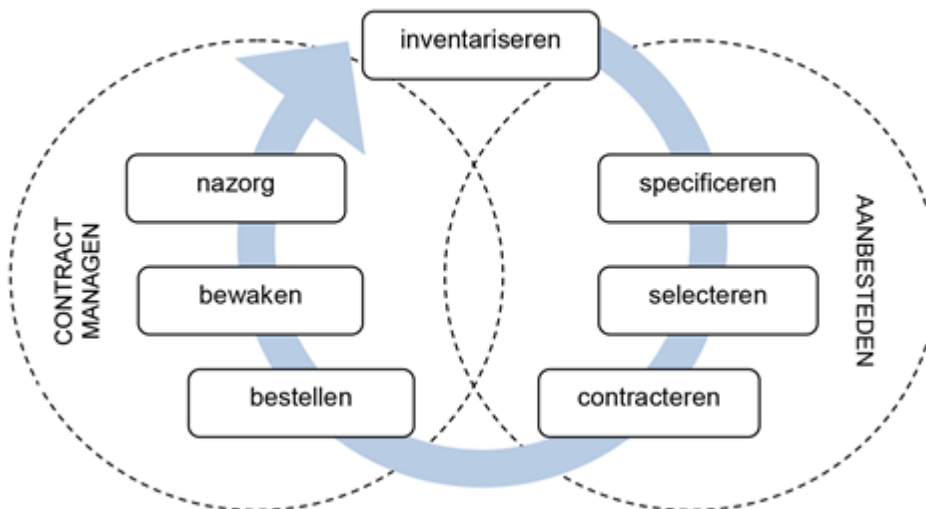 inventariseren
specificeren
selecteren
contracteren
bestellen
bewaken
nazorg
CONTRACT
MANAGEN
AANBESTEDEN